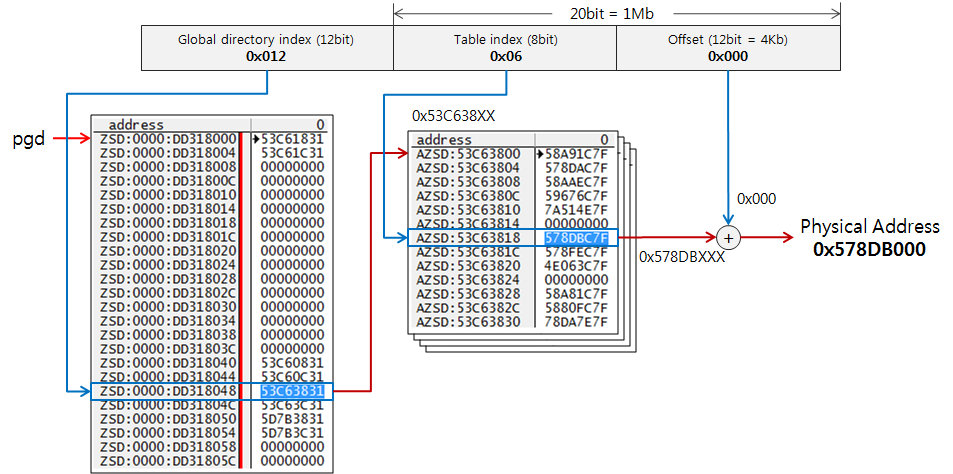 20bit = 1Mb
Global directory index (12bit)
0x012
Table index (8bit)
0x06
Offset (12bit = 4Kb)
0x000
pgd
address 0
ZSD:0000:DD318000 53C61831
ZSD:0000:DD318004 53C61C31
ZSD:0000:DD318008 00000000
ZSD:0000:DD31800C 00000000
ZSD:0000:DD318010 00000000
ZSD:0000:DD318014 00000000
ZSD:0000:DD318018 00000000
ZSD:0000:DD31801C 00000000
ZSD:0000:DD318020 00000000
ZSD:0000:DD318024 00000000
ZSD:0000:DD318028 00000000
ZSD:0000:DD31802C 00000000
ZSD:0000:DD318030 00000000
ZSD:0000:DD318034 00000000
ZSD:0000:DD318038 00000000
ZSD:0000:DD31803C 00000000
ZSD:0000:DD318040 53C60831
ZSD:0000:DD318044 53C60C31
ZSD:0000:DD318048 53C63831
ZSD:0000:DD31804C 53C63C31
ZSD:0000:DD318050 5D7B3831
ZSD:0000:DD318054 5D7B3C31
ZSD:0000:DD318058 00000000
ZSD:0000:DD31805C 00000000
0x53C638XX
address 0
AZSD:53C63800 58A91C7F
AZSD:53C63804 578DAC7F
AZSD:53C63808 58AAEC7F
AZSD:53C6380C 59676C7F
AZSD:53C63810 7A514E7F
AZSD:53C63814 00000000
AZSD:53C63818 578DBC7F
AZSD:53C6381C 578FEC7F
AZSD:53C63820 4E063C7F
AZSD:53C63824 00000000
AZSD:53C63828 58A81C7F
AZSD:53C6382C 5880FC7F
AZSD:53C63830 78DA7E7F
0x000
+
0x578DBXXX
Physical Address
0x578DB000